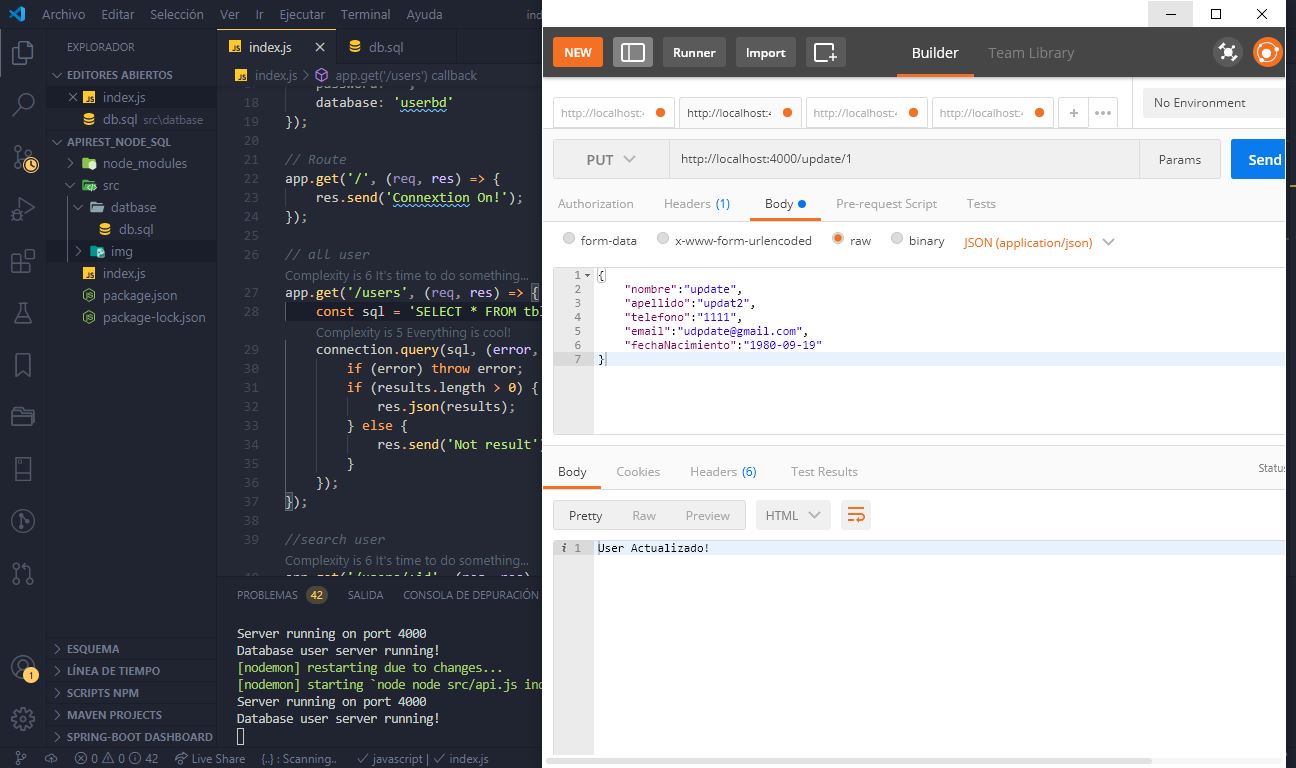 Archivo Editar Selección Ver Ir Ejecutar Terminal Ayuda
EXPLORADOR
EDITORES ABIERTOS
index.js
db.sql src\datbase
APIREST_NODE_SQL
node_modules
src
datbase
db.sql
img
index.js
package.json
package-lock.json
ESQUEMA
LÍNEA DE TIEMPO
SCRIPTS NPM
MAVEN PROJECTS
SPRING-BOOT DASHBOARD
1
index.js
db.sql
index.js > app.get('/users') callback
18 database: 'userbd'
19 });
20
21 // Route
22 app.get('/', (req, res) => {
23 res.send('Connextion On!');
24 });
25
26 // all user
Complexity is 6 It's time to do something...
27 app.get('/users', (req, res) => {
28 const sql = 'SELECT * FROM tbl
Complexity is 5 Everything is cool!
29 connection.query(sql, (error,
30 if (error) throw error;
31 if (results.length > 0) {
32 res.json(results);
33 } else {
34 res.send('Not result'
35 }
36 });
37 });
38
39 //search user
Complexity is 6 It's time to do something...
PROBLEMAS 42 SALIDA CONSOLA DE DEPURACIÓN
Server running on port 4000
Database user server running!
[nodemon] restarting due to changes...
[nodemon] starting `node node src/api.js ind
Server running on port 4000
Database user server running!
0 0 42 Live Share {..} : Scanning.. javascript | index.js
NEW Runner Import Builder Team Library
http://localhost:4 http://localhost:4 http://localhost:4 http://localhost:4 + ••• No Environment
PUT http://localhost:4000/update/1 Params Send
Authorization Headers (1) Body Pre-request Script Tests
form-data x-www-form-urlencoded raw binary JSON (application/json)
1 {
2 "nombre":"update",
3 "apellido":"updat2",
4 "telefono":"1111",
5 "email":"udpdate@gmail.com",
6 "fechaNacimiento":"1980-09-19"
7 }
Body Cookies Headers (6) Test Results Status
Pretty Raw Preview HTML
i 1 User Actualizado!